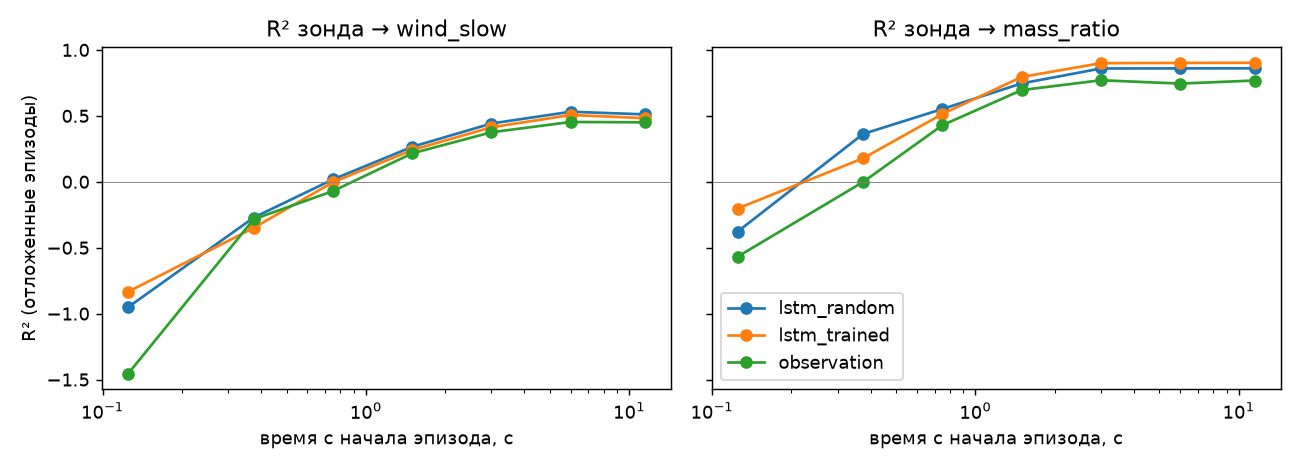 R² зонда → wind_slow
R² зонда → mass_ratio
R² (отложенные эпизоды)
1.0
0.5
0.0
−0.5
−1.0
−1.5
10⁻¹
10⁰
10¹
10⁻¹
10⁰
10¹
время с начала эпизода, с
время с начала эпизода, с
lstm_random
lstm_trained
observation